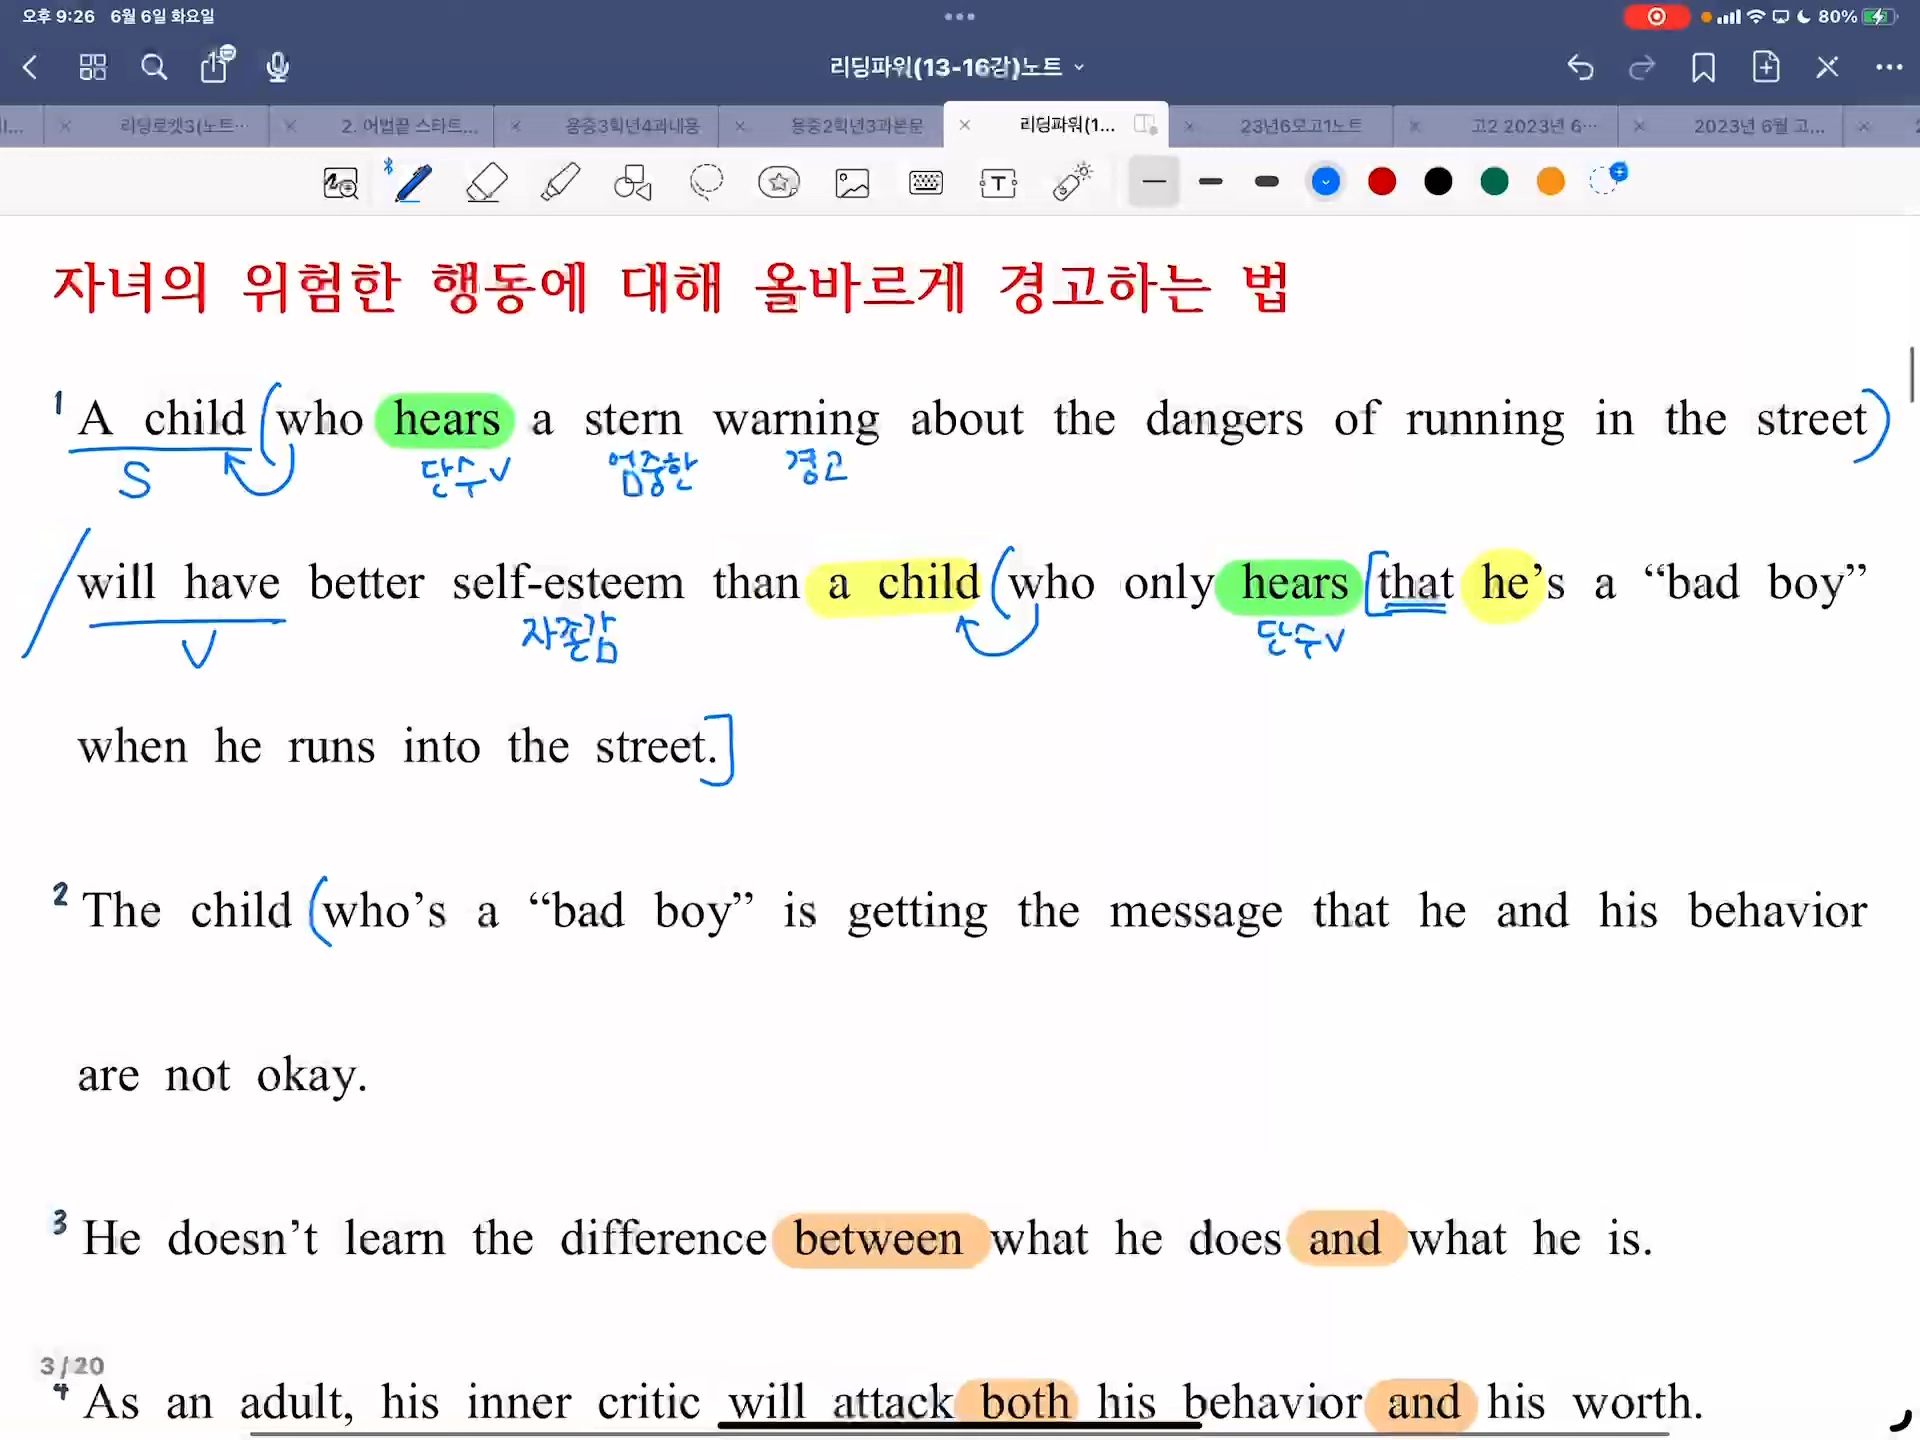 오후 9:26 6월 6일 화요일
80%
리딩파워(13-16강)노트
리딩로켓3(노트...
2. 어법끝 스타트...
용중3학년4과내용
용중2학년3과본문
리딩파워(1...
23년6모고1노트
고2 2023년 6...
2023년 6월 고...
자녀의 위험한 행동에 대해 올바르게 경고하는 법
1 A child (who hears a stern warning about the dangers of running in the street)
S 단수V 엄중한 경고
/ will have better self-esteem than a child (who only hears [that he's a “bad boy”
V 자존감 단수V
when he runs into the street.]
2 The child (who's a “bad boy” is getting the message that he and his behavior
are not okay.
3 He doesn't learn the difference between what he does and what he is.
3 / 20
4 As an adult, his inner critic will attack both his behavior and his worth.